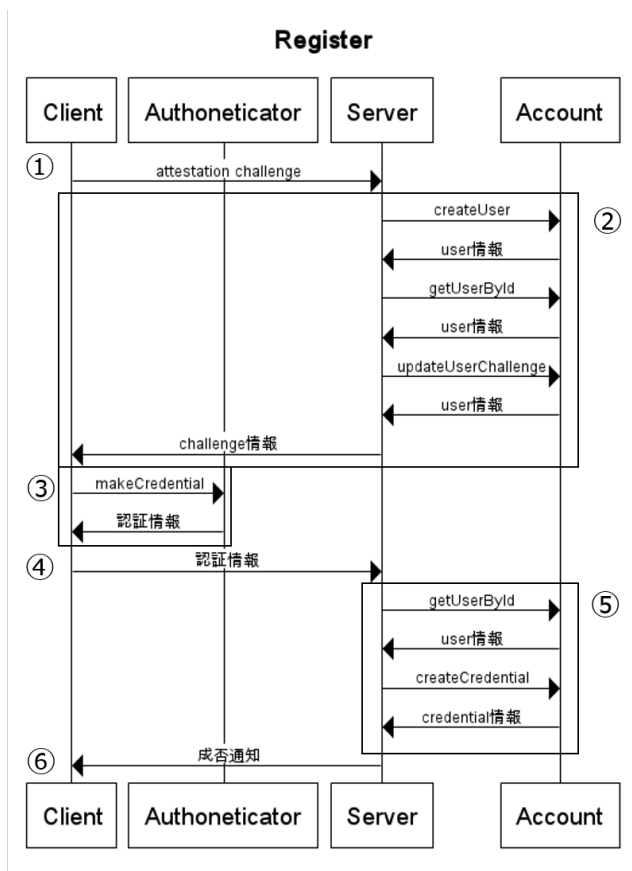 Register
Client Authoneticator Server Account
① attestation challenge
createUser ②
user情報
getUserById
user情報
updateUserChallenge
user情報
challenge情報
③ makeCredential
認証情報
④ 認証情報
getUserById ⑤
user情報
createCredential
credential情報
⑥ 成否通知
Client Authoneticator Server Account